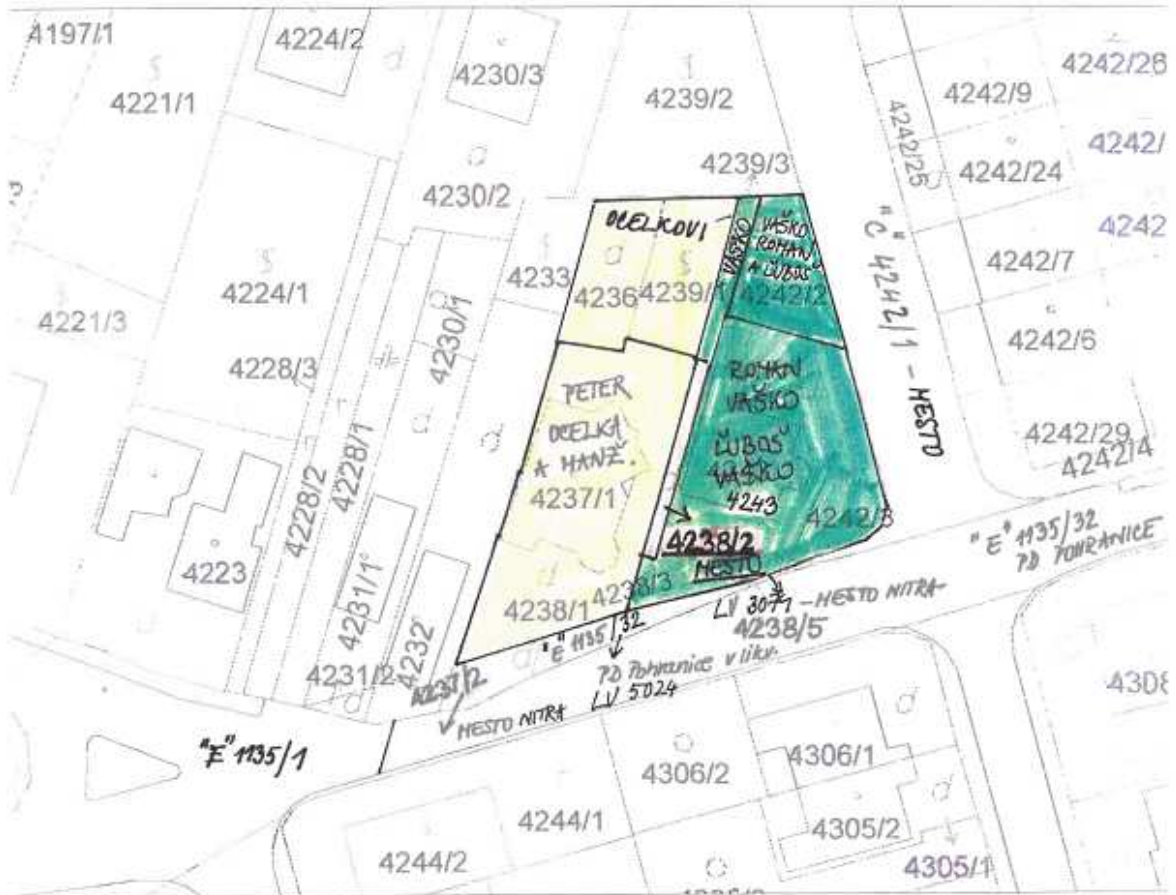 4197/1
4224/2
4221/1
4230/3
4239/2
4242/9
4242/26
4242/25
4242/
4242/24
4230/2
4239/3
OCELKOVI
VAŠKO
VAŠKO
ROMAN
A ĽUBOŠ
4242/2
4242
4242/7
4233
4236
4239/1
"C" 4242/1 - MESTO
4224/1
4221/3
4230/1
4228/3
4242/6
PETER
OCELKA
A MANŽ.
4237/1
ROMAN
VAŠKO
ĽUBOŠ
VAŠKO
4243
4242/3
4242/29
4242/4
4228/1
4228/2
4238/2
MESTO
"E" 1135/32
PD POHRANICE
4223
4231/1
4232
4238/1
4238/3
"E" 1135/32
LV 3071 - MESTO NITRA
4238/5
PD Pohranice v likv.
LV 5024
4231/2
4237/2
MESTO NITRA
4308
"E" 1135/1
4306/2
4306/1
4244/1
4305/2
4244/2
4305/1